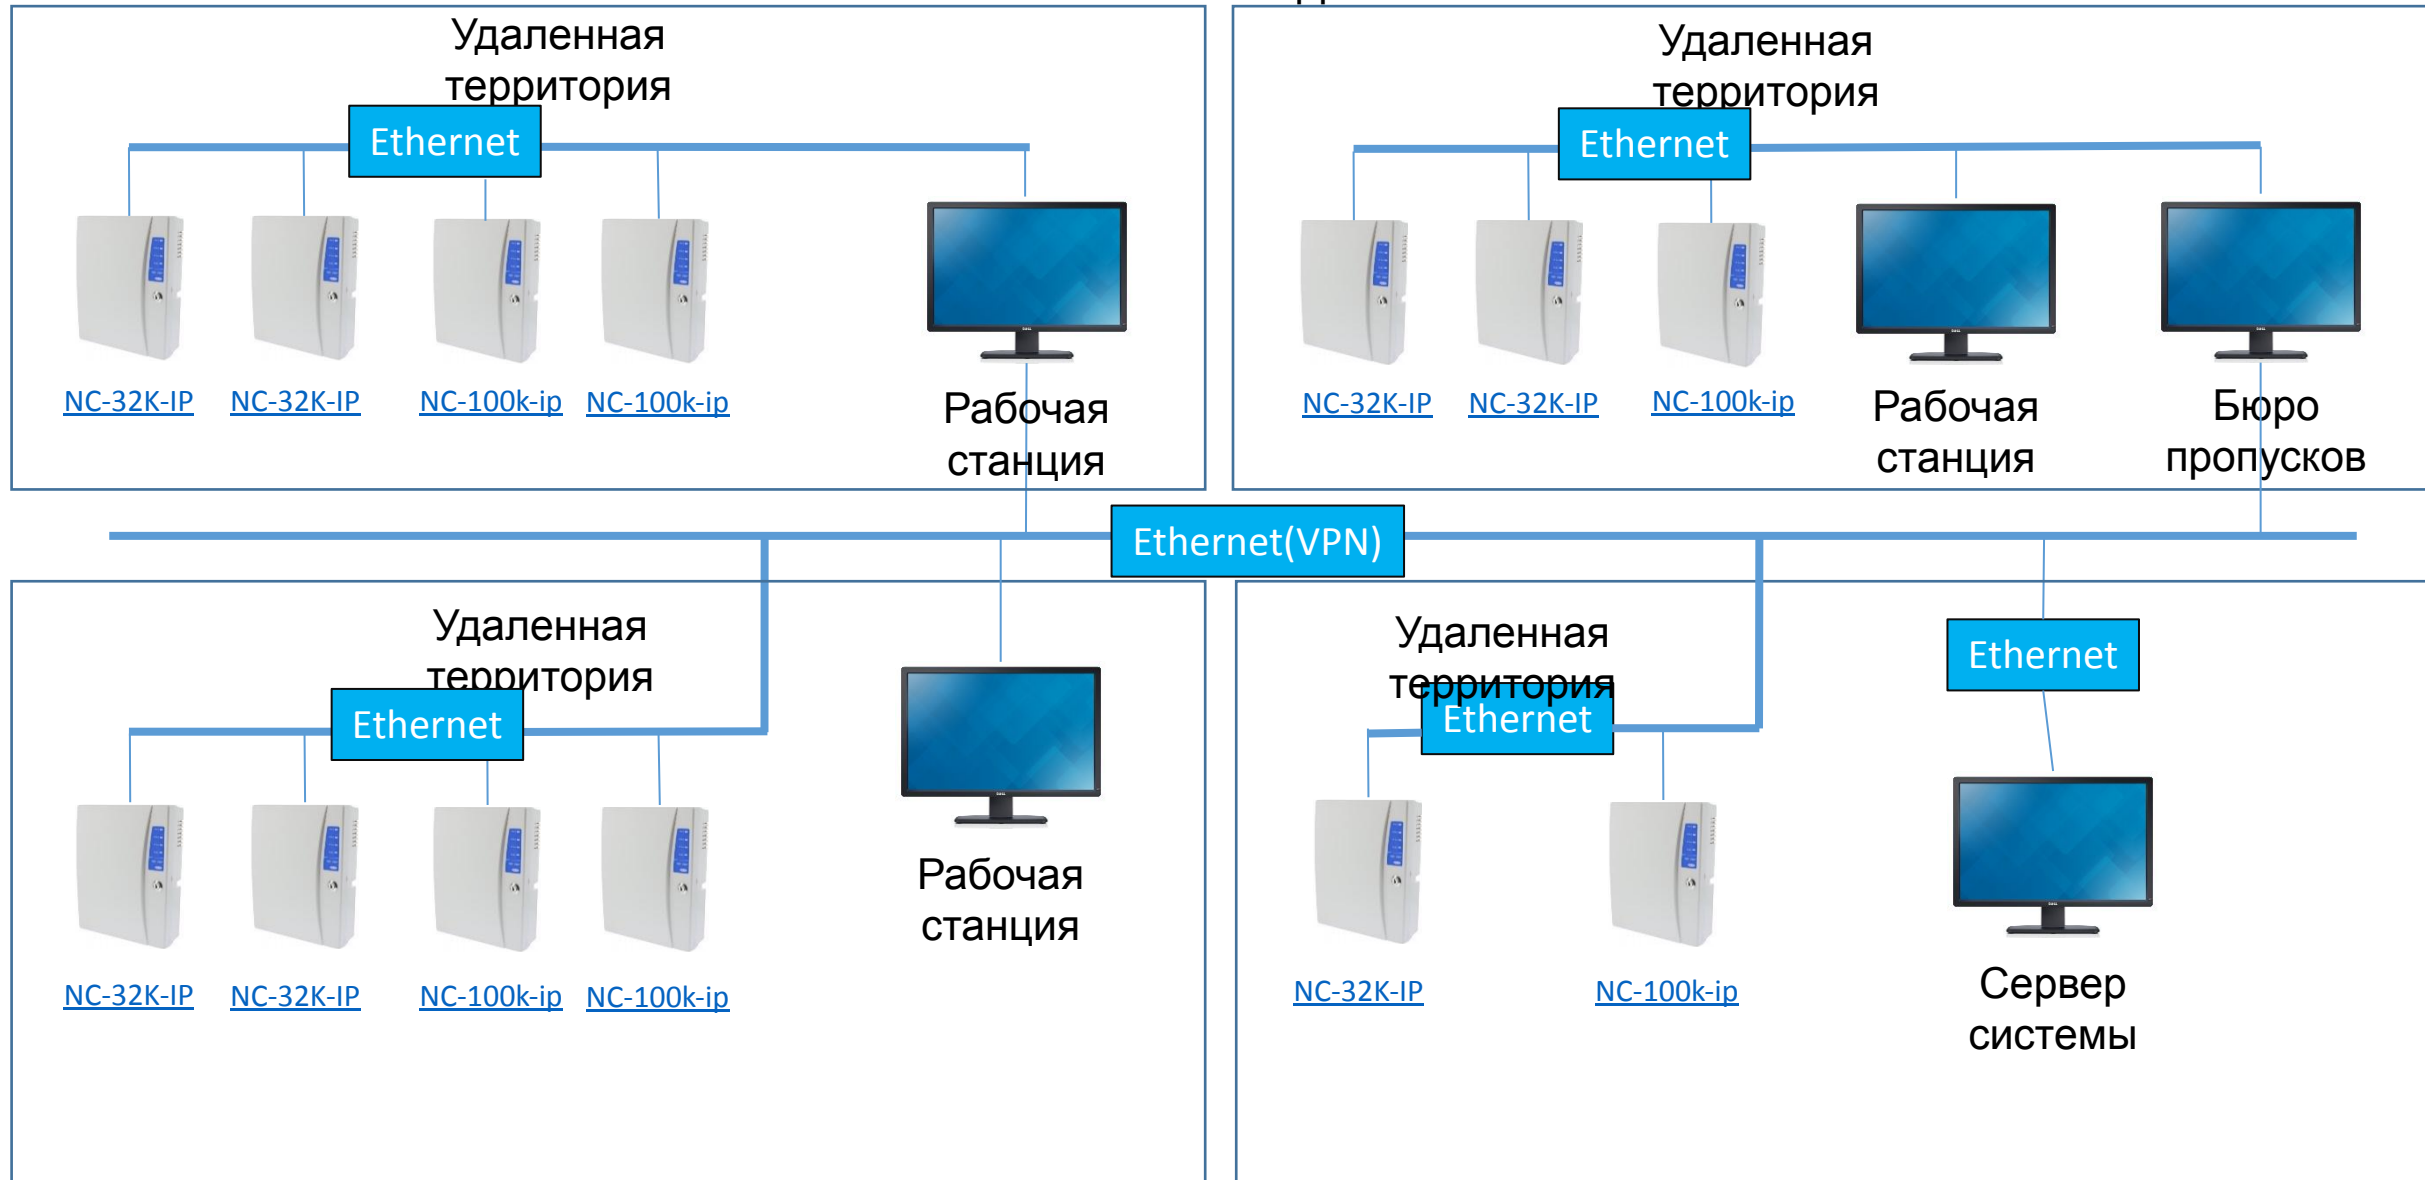 Удаленная
территория
Ethernet
NC-32K-IP
NC-32K-IP
NC-100k-ip
NC-100k-ip
Рабочая
станция
Удаленная
территория
Ethernet
NC-32K-IP
NC-32K-IP
NC-100k-ip
Рабочая
станция
Бюро
пропусков
Ethernet(VPN)
Удаленная
территория
Ethernet
NC-32K-IP
NC-32K-IP
NC-100k-ip
NC-100k-ip
Рабочая
станция
Удаленная
территория
Ethernet
NC-32K-IP
NC-100k-ip
Ethernet
Сервер
системы